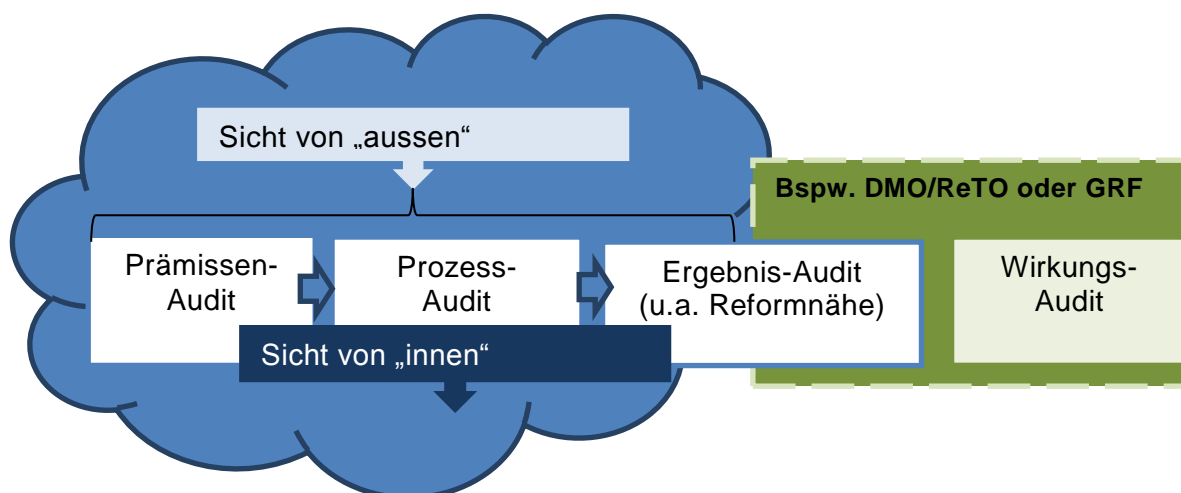 Sicht von „aussen“
Bspw. DMO/ReTO oder GRF
Prämissen-
Audit
Prozess-
Audit
Ergebnis-Audit
(u.a. Reformnähe)
Wirkungs-
Audit
Sicht von „innen“